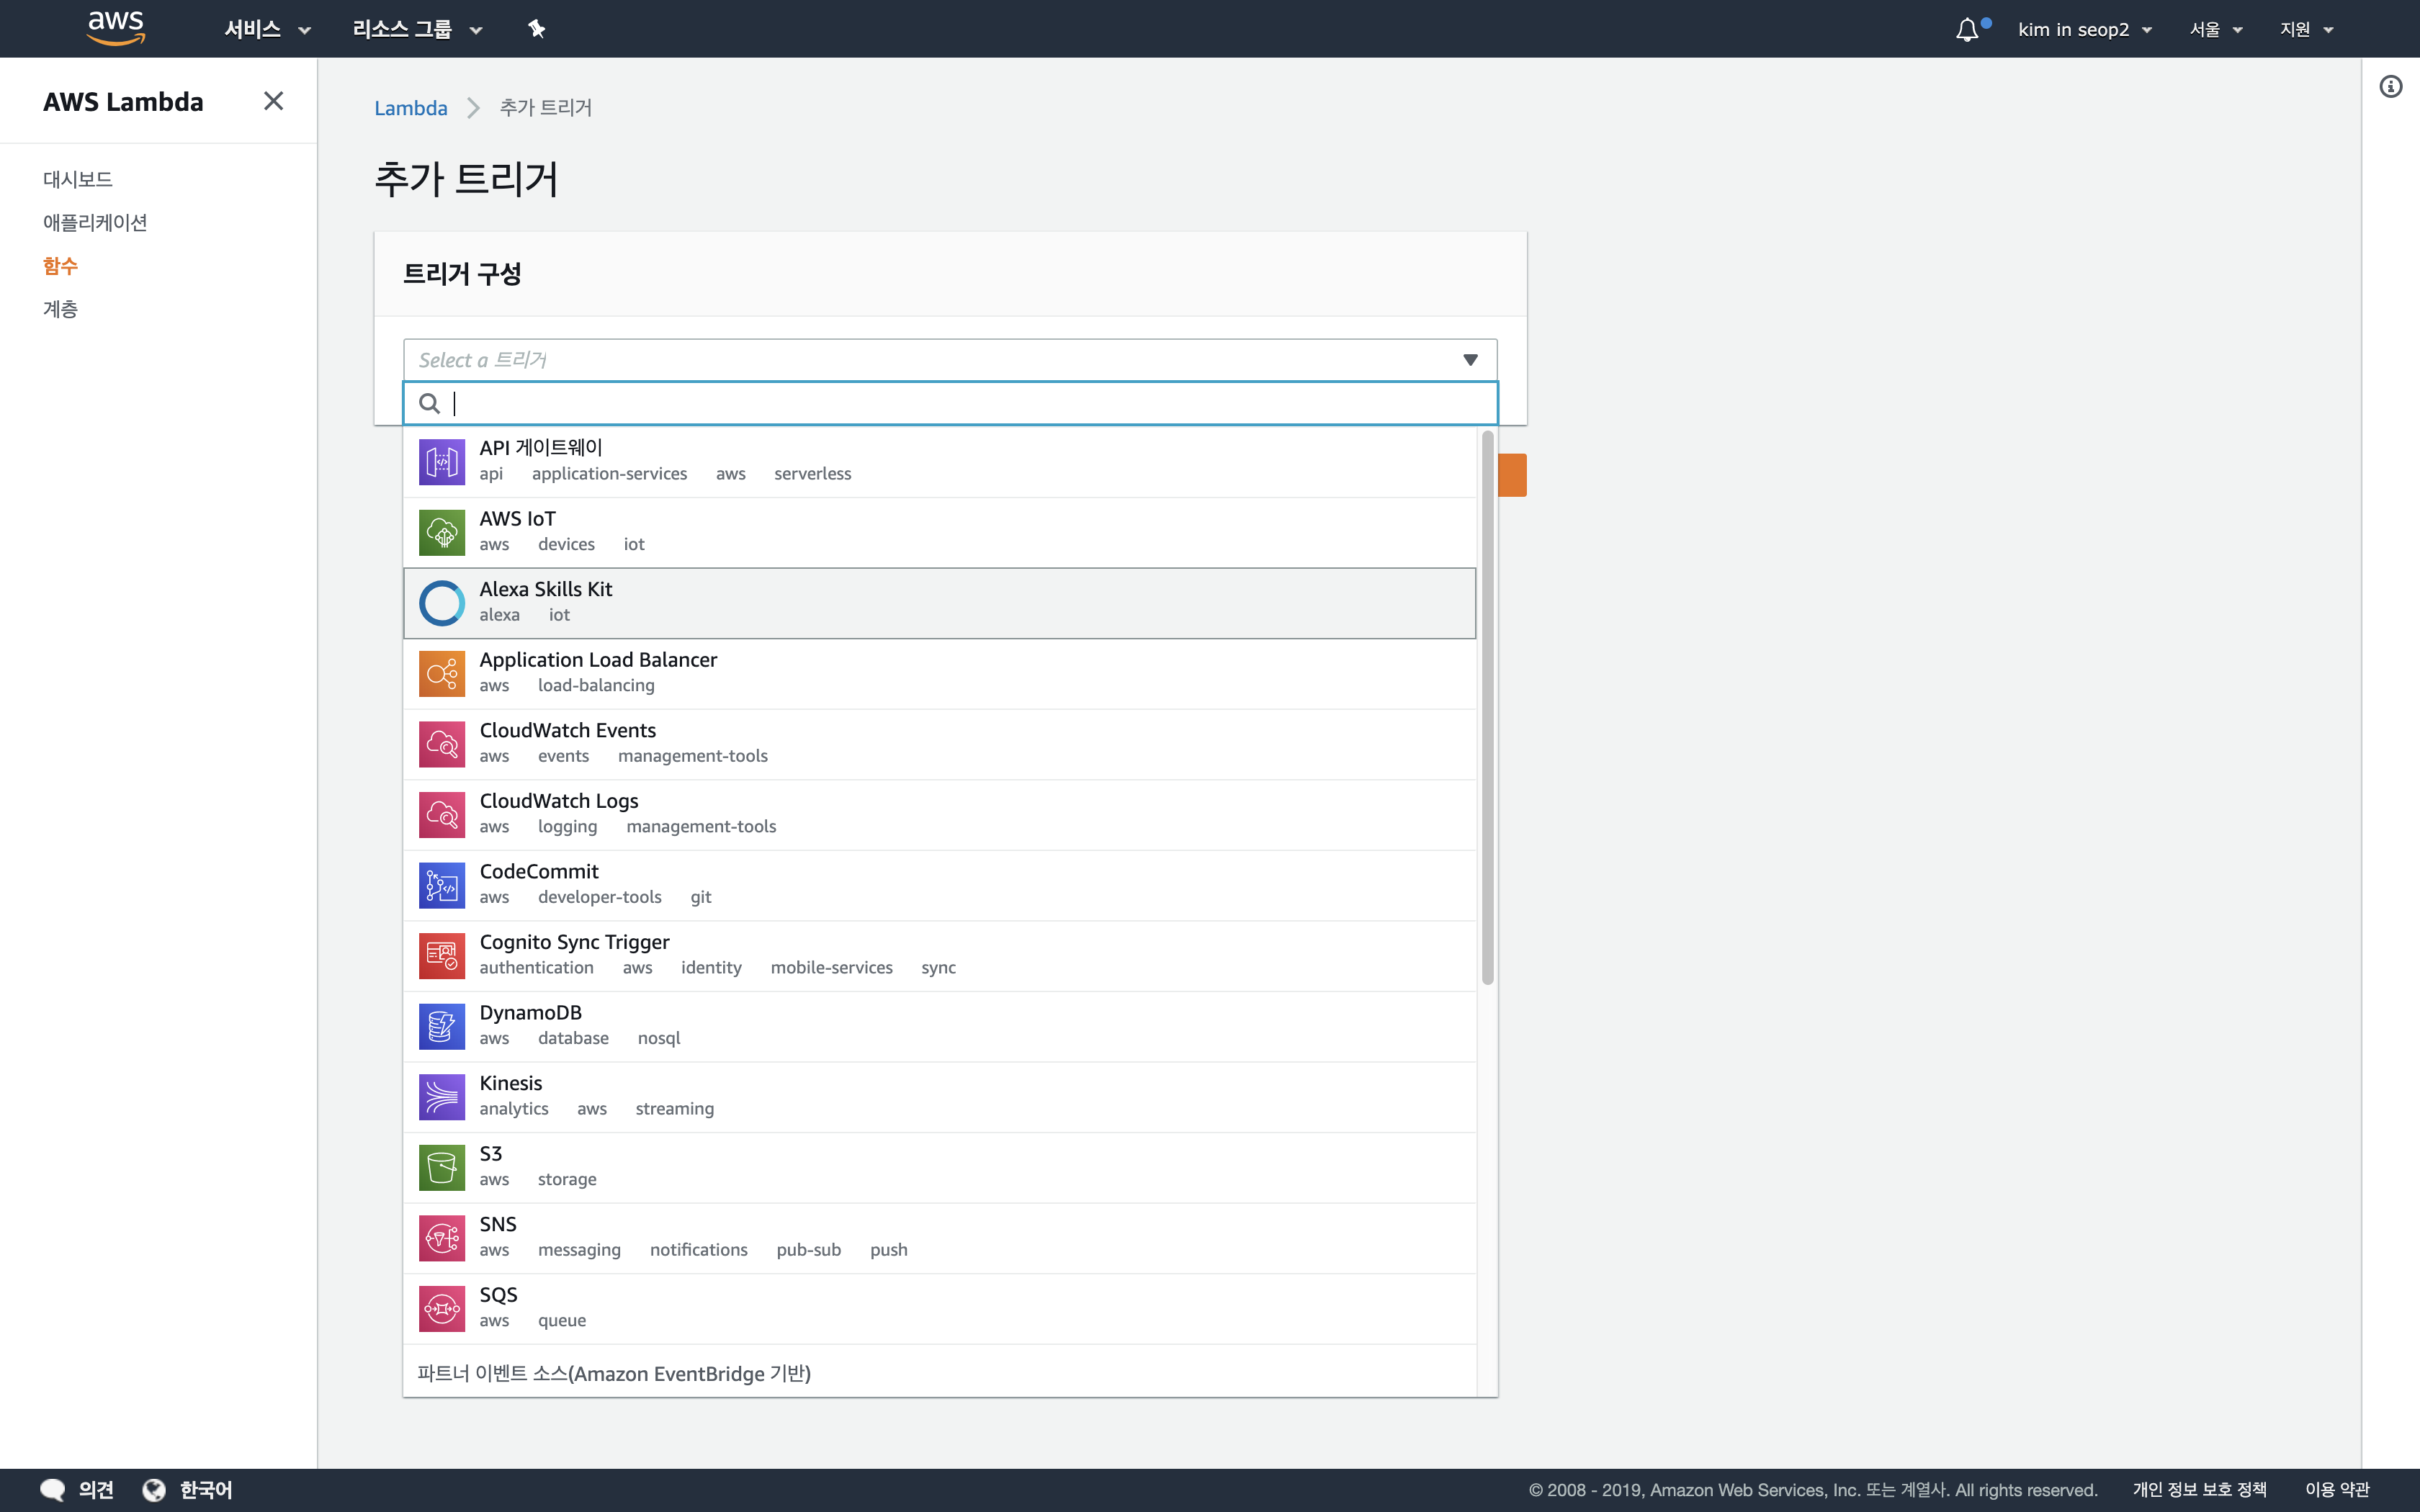 aws 서비스 리소스 그룹 kim in seop2 서울 지원
AWS Lambda
대시보드
애플리케이션
함수
계층
Lambda 추가 트리거
추가 트리거
트리거 구성
Select a 트리거
API 게이트웨이
api application-services aws serverless
AWS IoT
aws devices iot
Alexa Skills Kit
alexa iot
Application Load Balancer
aws load-balancing
CloudWatch Events
aws events management-tools
CloudWatch Logs
aws logging management-tools
CodeCommit
aws developer-tools git
Cognito Sync Trigger
authentication aws identity mobile-services sync
DynamoDB
aws database nosql
Kinesis
analytics aws streaming
S3
aws storage
SNS
aws messaging notifications pub-sub push
SQS
aws queue
파트너 이벤트 소스(Amazon EventBridge 기반)
의견 한국어 © 2008 - 2019, Amazon Web Services, Inc. 또는 계열사. All rights reserved. 개인 정보 보호 정책 이용 약관